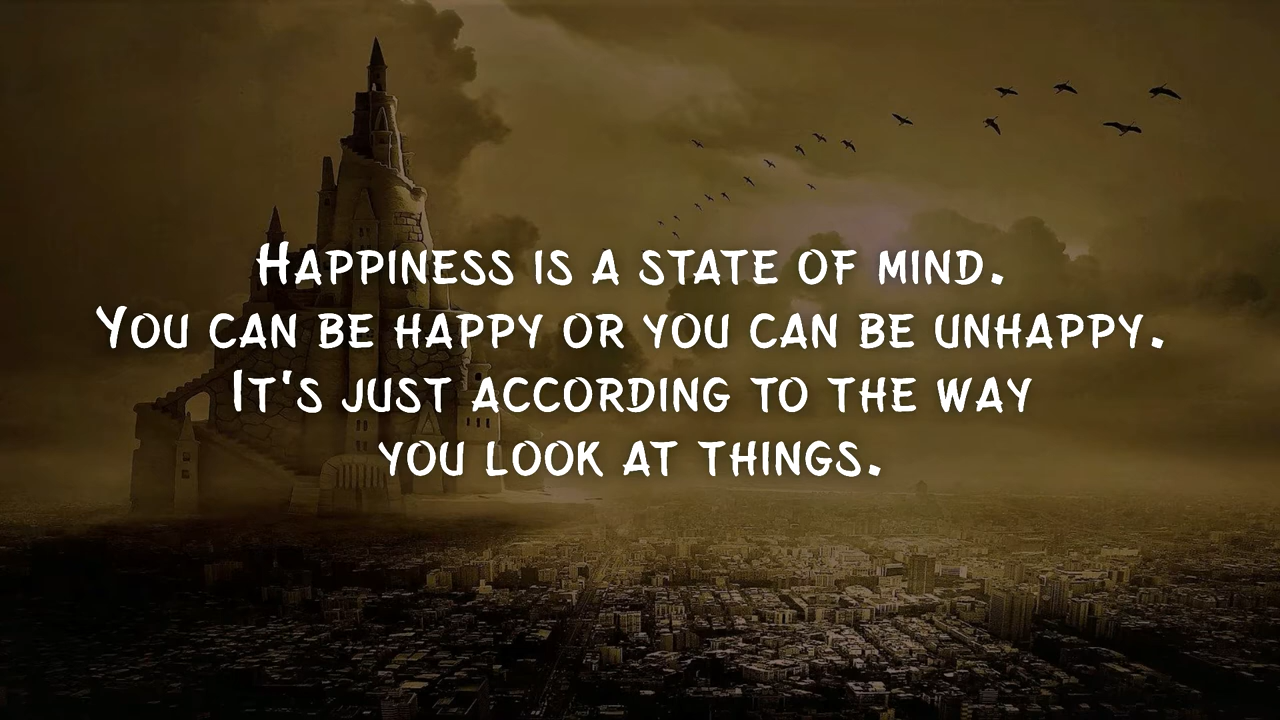 Happiness is a state of mind.
You can be happy or you can be unhappy.
It's just according to the way
you look at things.